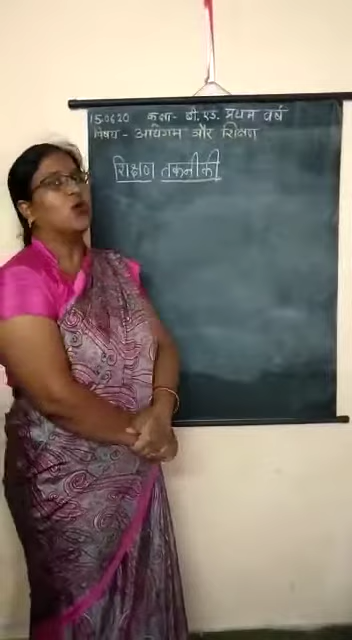 15.06.20 कक्षा- बी. एड. प्रथम वर्ष
विषय - अधिगम और शिक्षण
शिक्षण तकनीकी